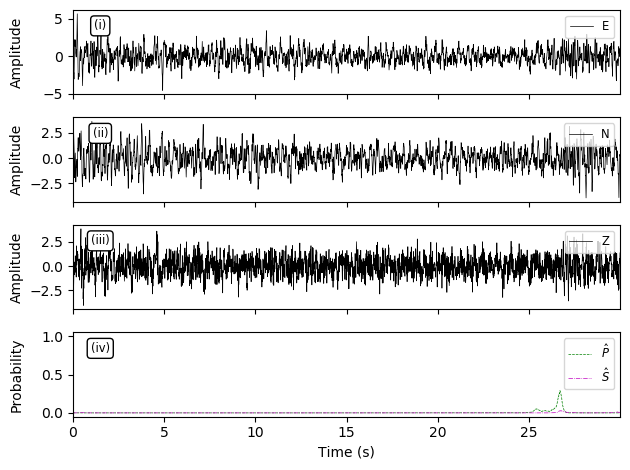 (i)
E
Amplitude
5
0
−5
(ii)
N
Amplitude
2.5
0.0
−2.5
(iii)
Z
Amplitude
2.5
0.0
−2.5
(iv)
P̂
Ŝ
Probability
1.0
0.5
0.0
0 5 10 15 20 25
Time (s)